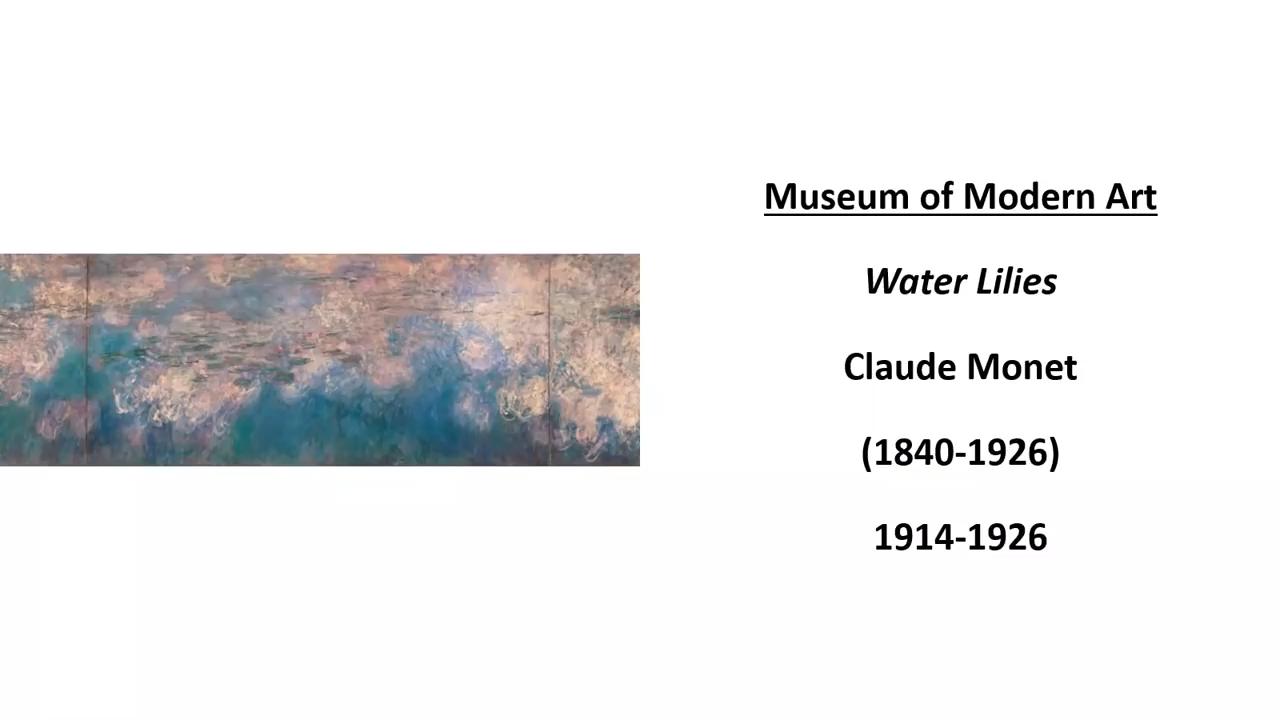 Museum of Modern Art
Water Lilies
Claude Monet
(1840-1926)
1914-1926